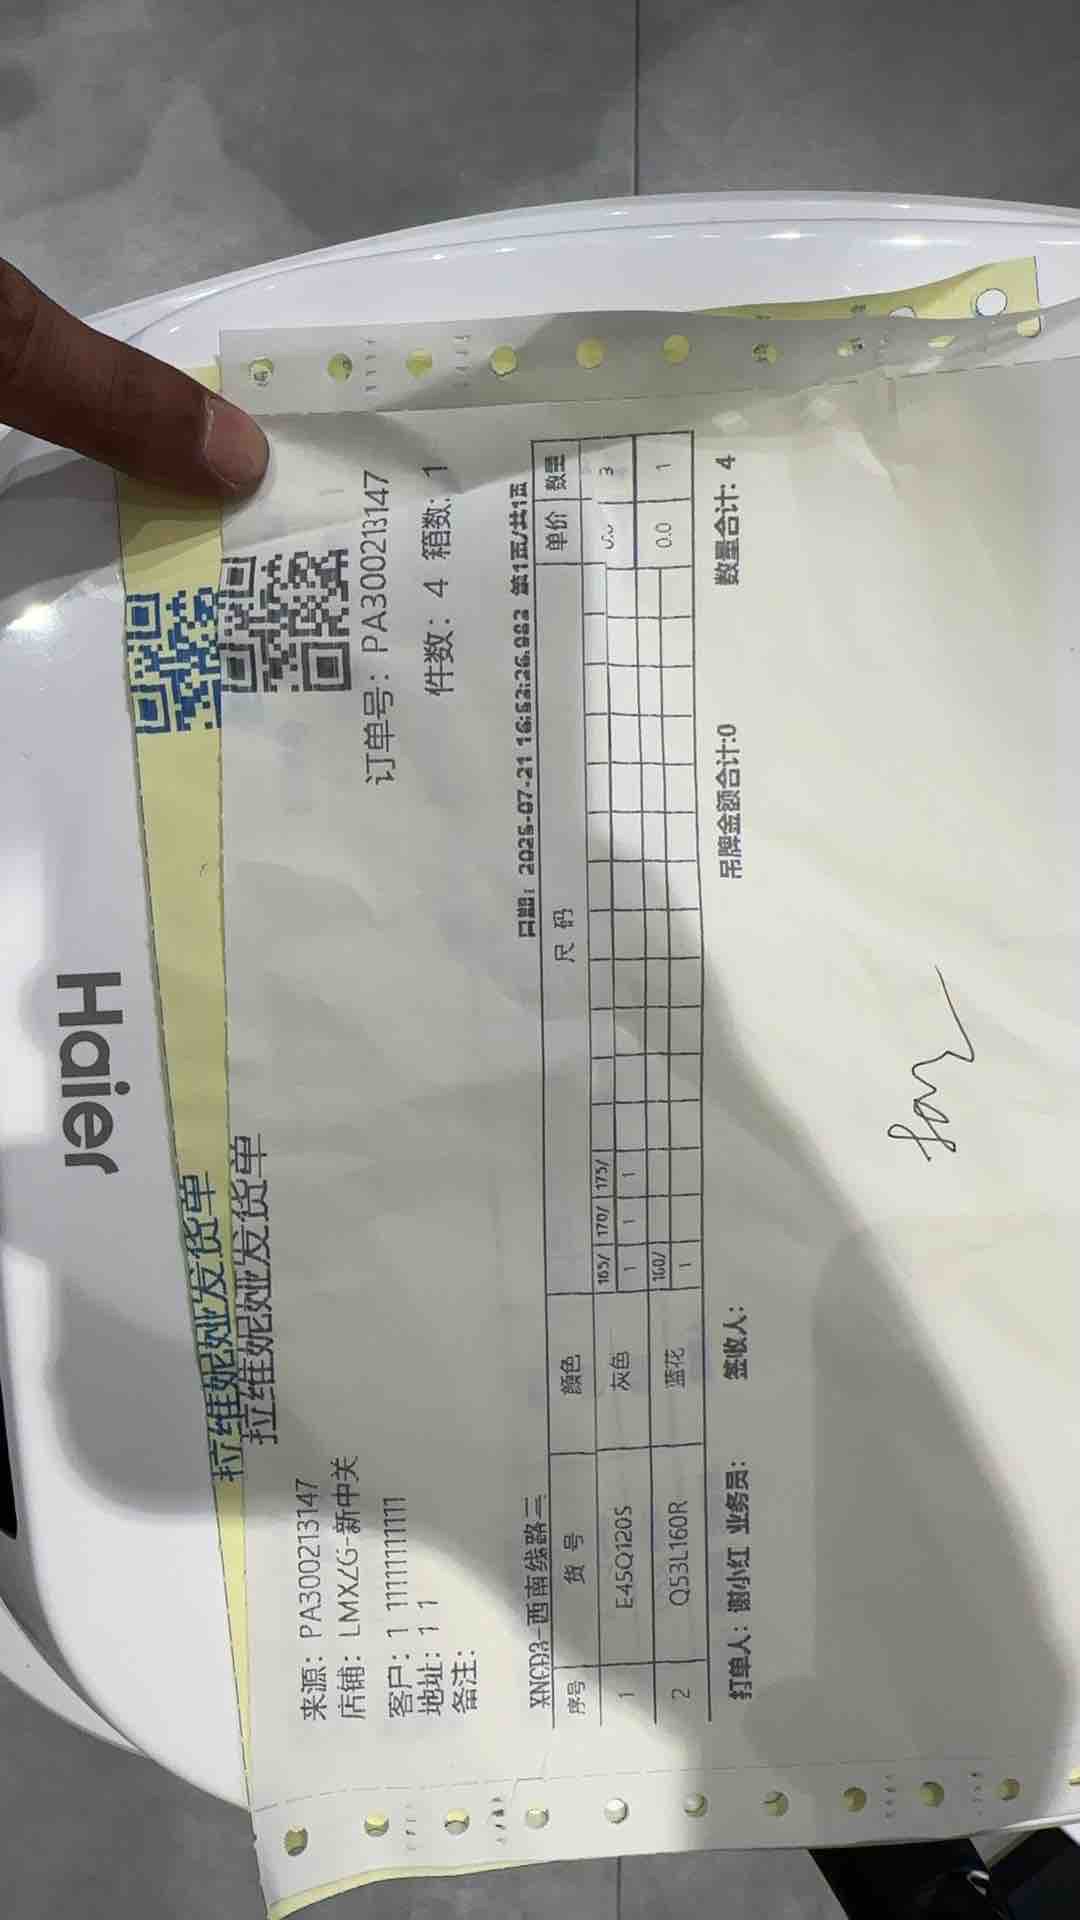 Haier
拉维妮娅发货单
拉维妮娅发货单
来源：PA300213147
店铺：LMXZG-新中关
订单号：PA300213147
客户：1 11111111111
地址：1 1
件数：4 箱数：1
备注：
XNCD3-西南线路三
日期：2025-07-21 16:52:26.083 第1页/共1页
序号 货号 颜色 尺码 单价 数量
165/ 170/ 175/
1 E45Q120S 灰色 1 1 1 0.0 3
160/
2 Q53L160R 蓝花 1 0.0 1
打单人：谢小红 业务员： 签收人： 吊牌金额合计:0 数量合计：4